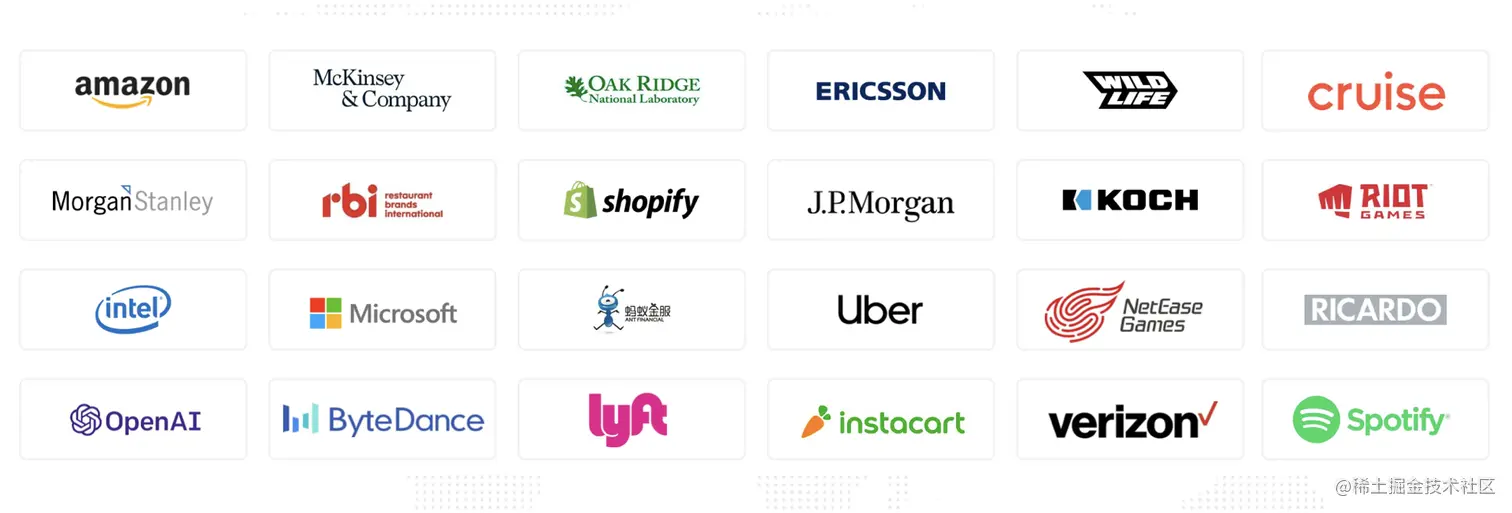 amazon
McKinsey
& Company
OAK RIDGE
National Laboratory
ERICSSON
WILD
LIFE
cruise
Morgan Stanley
rbi restaurant
brands
international
shopify
J.P.Morgan
KOCH
RIOT
GAMES
intel
Microsoft
蚂蚁金服
ANT FINANCIAL
Uber
NetEase
Games
RICARDO
OpenAI
ByteDance
lyft
instacart
verizon
Spotify
@稀土掘金技术社区